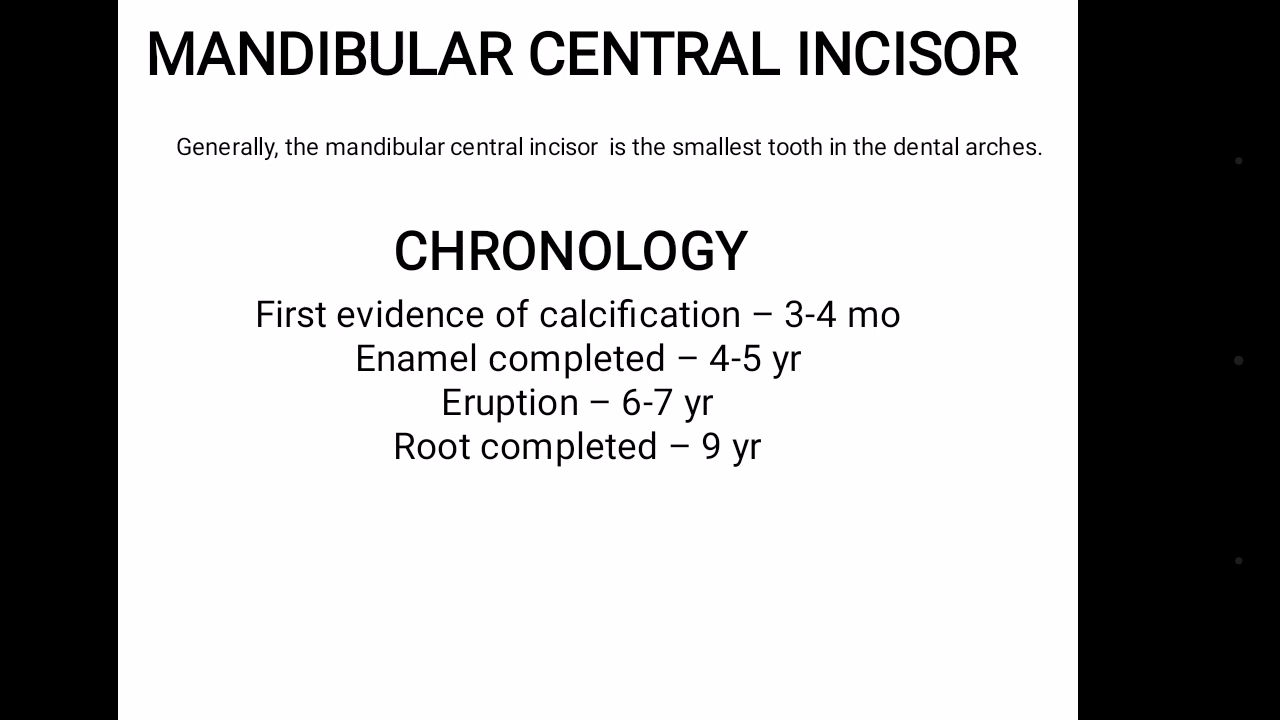 MANDIBULAR CENTRAL INCISOR
Generally, the mandibular central incisor  is the smallest tooth in the dental arches.
CHRONOLOGY
First evidence of calcification – 3-4 mo
Enamel completed – 4-5 yr
Eruption – 6-7 yr
Root completed – 9 yr